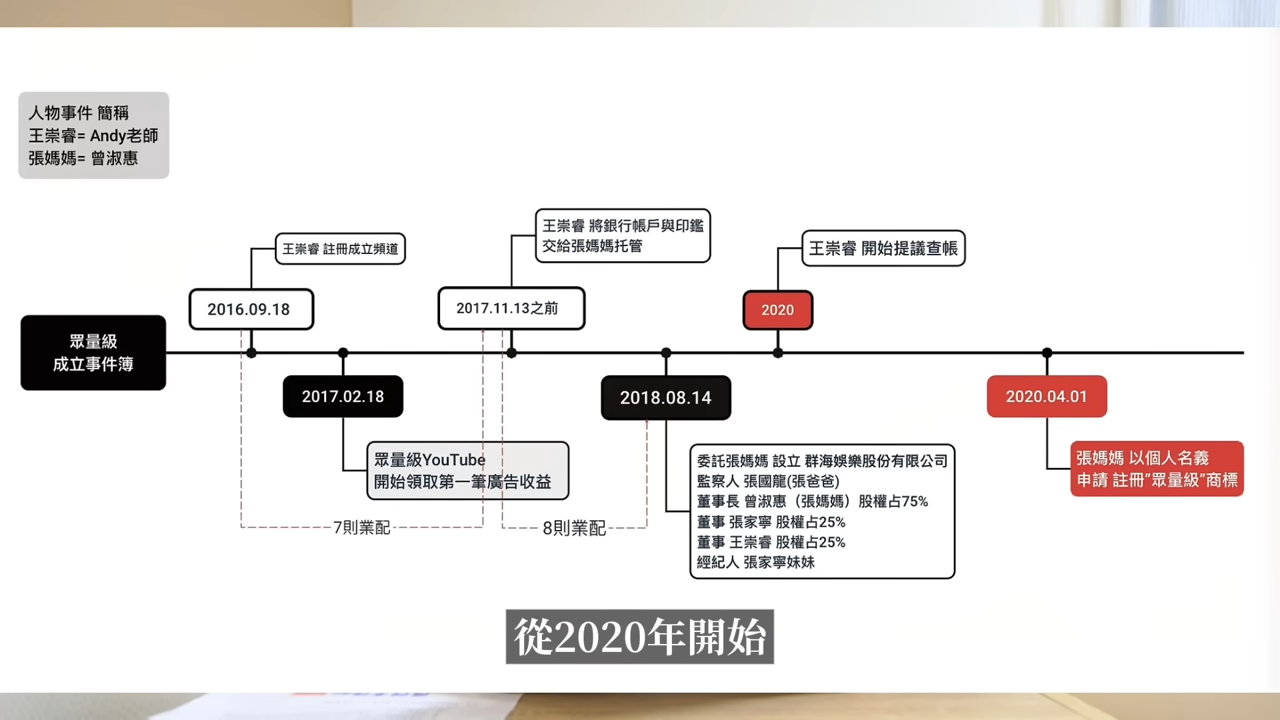 人物事件 簡稱
王崇睿= Andy老師
張媽媽= 曾淑惠
王崇睿 註冊成立頻道
王崇睿 將銀行帳戶與印鑑
交給張媽媽托管
王崇睿 開始提議查帳
2016.09.18
2017.11.13之前
2020
眾量級
成立事件簿
2017.02.18
2018.08.14
2020.04.01
眾量級YouTube
開始領取第一筆廣告收益
委託張媽媽 設立 群海娛樂股份有限公司
監察人 張國龍(張爸爸)
董事長 曾淑惠（張媽媽）股權占75%
董事 張家寧 股權占25%
董事 王崇睿 股權占25%
經紀人 張家寧妹妹
張媽媽 以個人名義
申請 註冊"眾量級"商標
7則業配
8則業配
從2020年開始